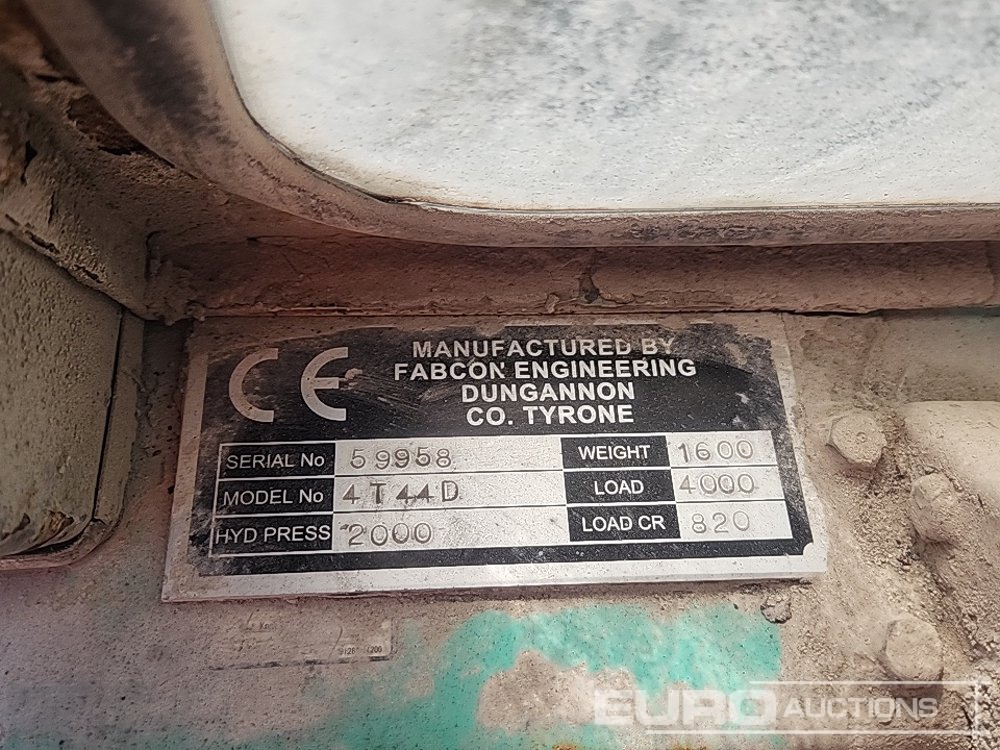 CE
MANUFACTURED BY
FABCON ENGINEERING
DUNGANNON
CO. TYRONE
SERIAL No 59958 WEIGHT 1600
MODEL No 4T44D LOAD 4000
HYD PRESS 2000 LOAD CR 820
EURO AUCTIONS